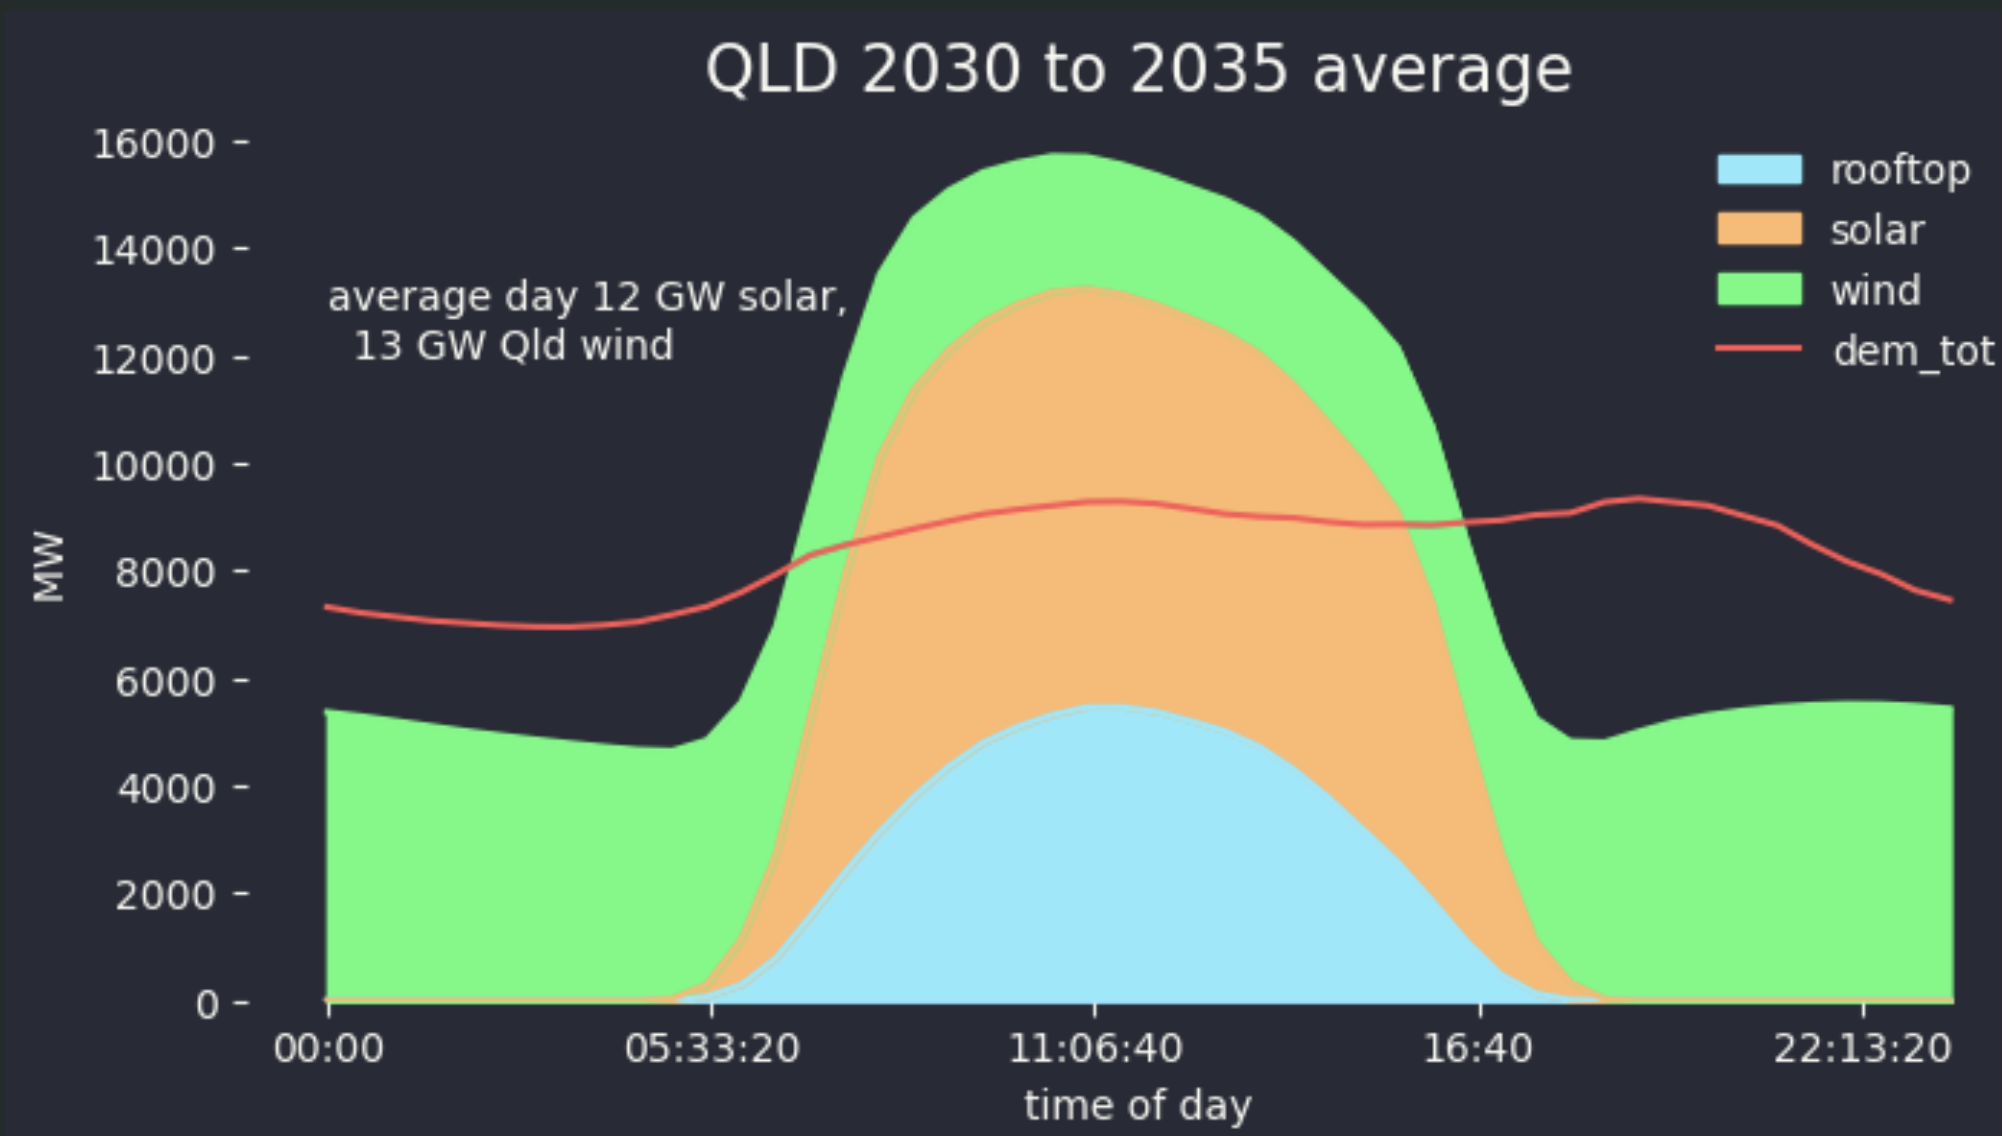 QLD 2030 to 2035 average
16000
14000
12000
10000
8000
6000
4000
2000
0
MW
average day 12 GW solar,
13 GW Qld wind
rooftop
solar
wind
dem_tot
00:00
05:33:20
11:06:40
16:40
22:13:20
time of day